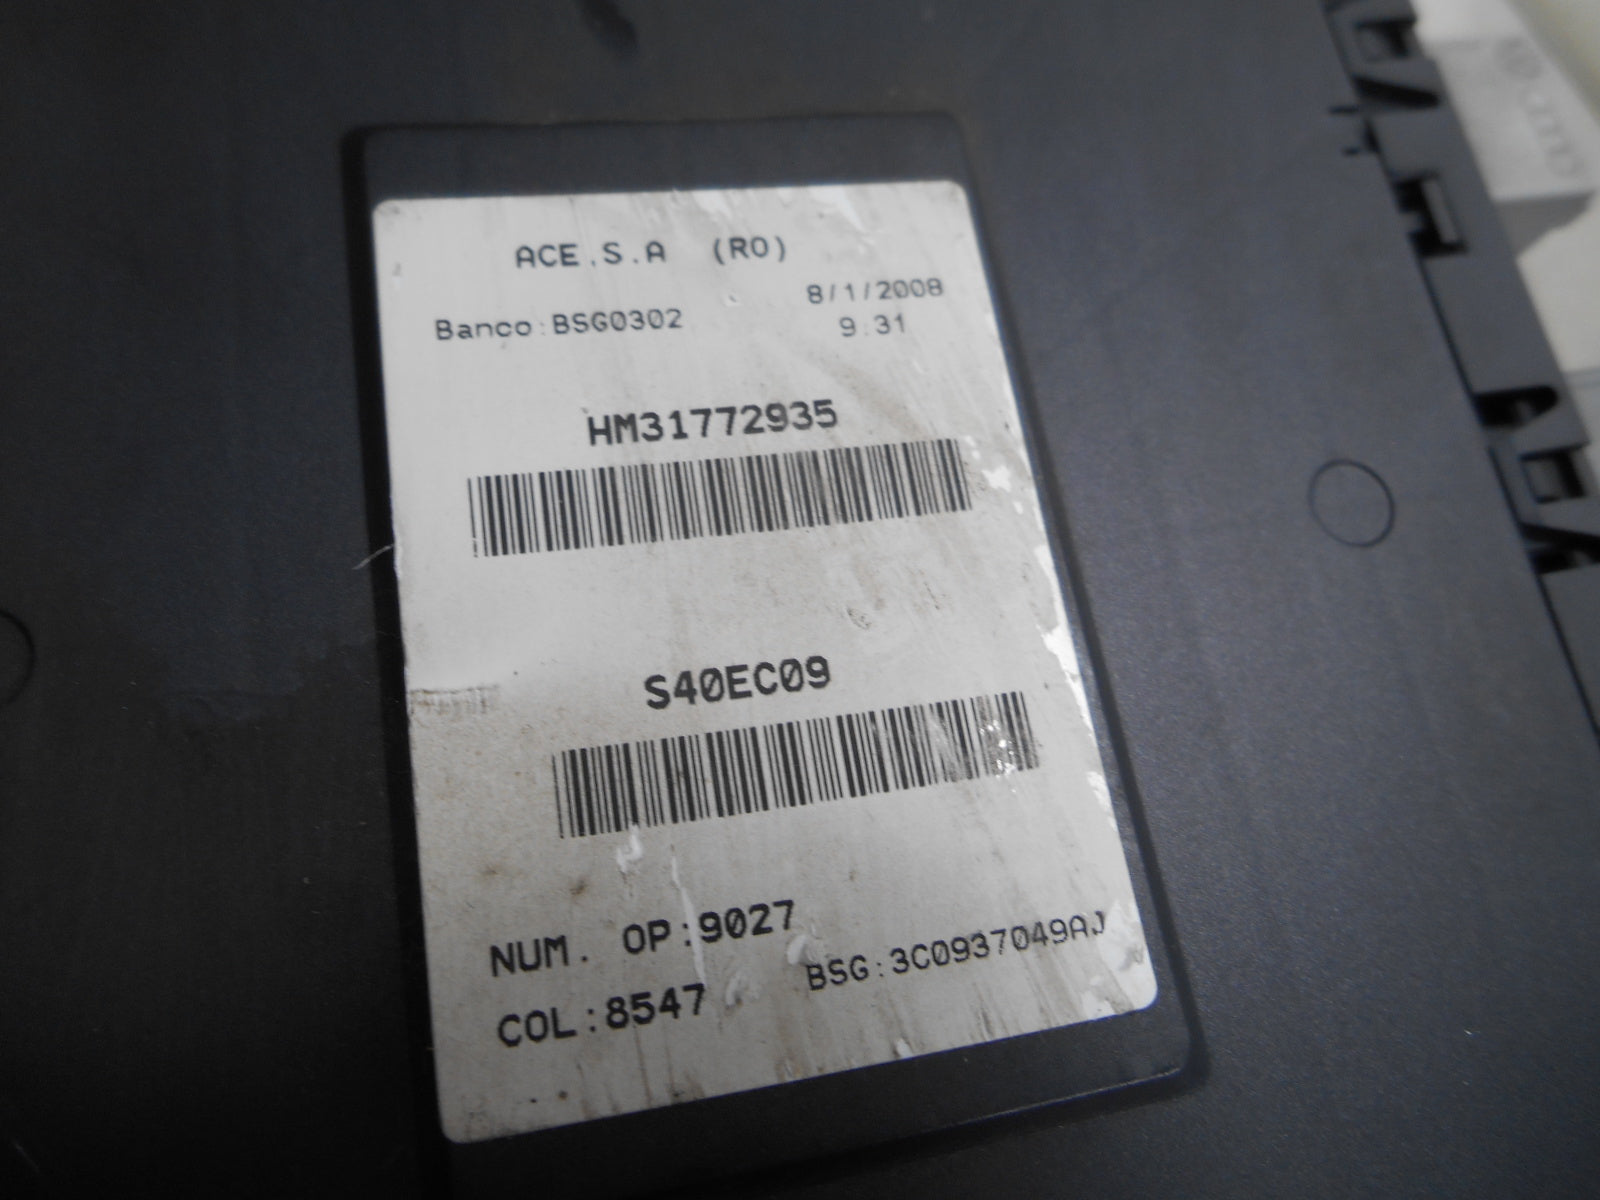 ACE.S.A (RO)
8/1/2008
Banco:BSG0302
9:31
HM31772935
S40EC09
NUM. OP:9027
BSG:3C0937049AJ
COL:8547